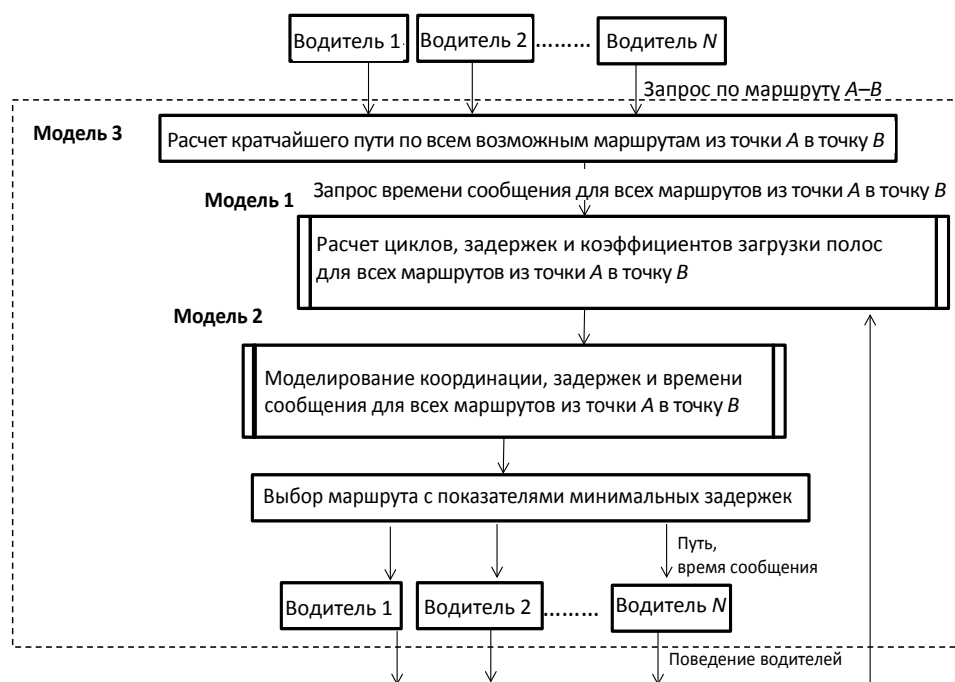 Водитель 1 Водитель 2 ……… Водитель N
Запрос по маршруту A–B
Модель 3
Расчет кратчайшего пути по всем возможным маршрутам из точки A в точку B
Запрос времени сообщения для всех маршрутов из точки A в точку B
Модель 1
Расчет циклов, задержек и коэффициентов загрузки полос
для всех маршрутов из точки A в точку B
Модель 2
Моделирование координации, задержек и времени
сообщения для всех маршрутов из точки A в точку B
Выбор маршрута с показателями минимальных задержек
Путь,
время сообщения
Водитель 1 Водитель 2 ……… Водитель N
Поведение водителей